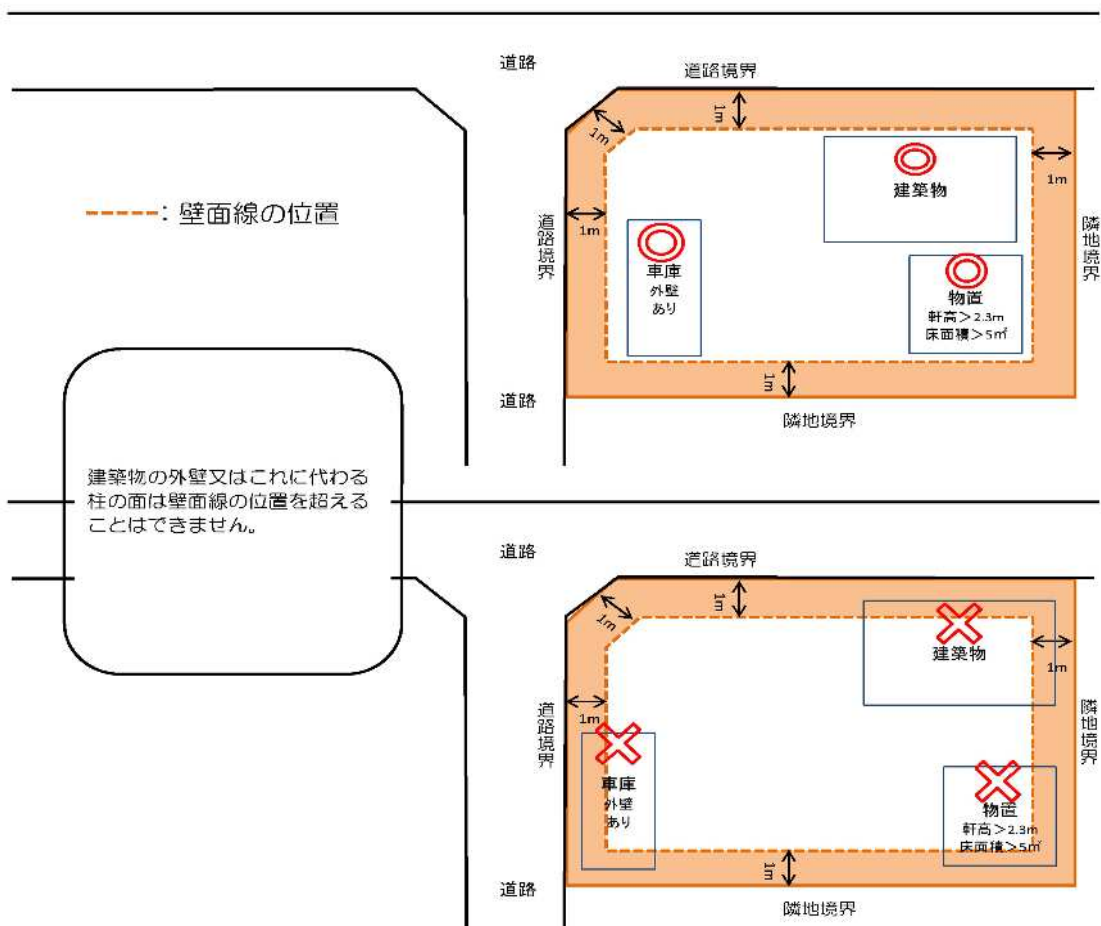 道路
道路境界
1m
1m
1m
建築物
-----：壁面線の位置
道路境界
1m
隣地境界
車庫
外壁
あり
物置
軒高＞2.3m
床面積＞5㎡
1m
道路
隣地境界
建築物の外壁又はこれに代わる
柱の面は壁面線の位置を超える
ことはできません。
道路
道路境界
1m
1m
建築物
1m
道路境界
1m
隣地境界
車庫
外壁
あり
物置
軒高＞2.3m
床面積＞5㎡
1m
道路
隣地境界